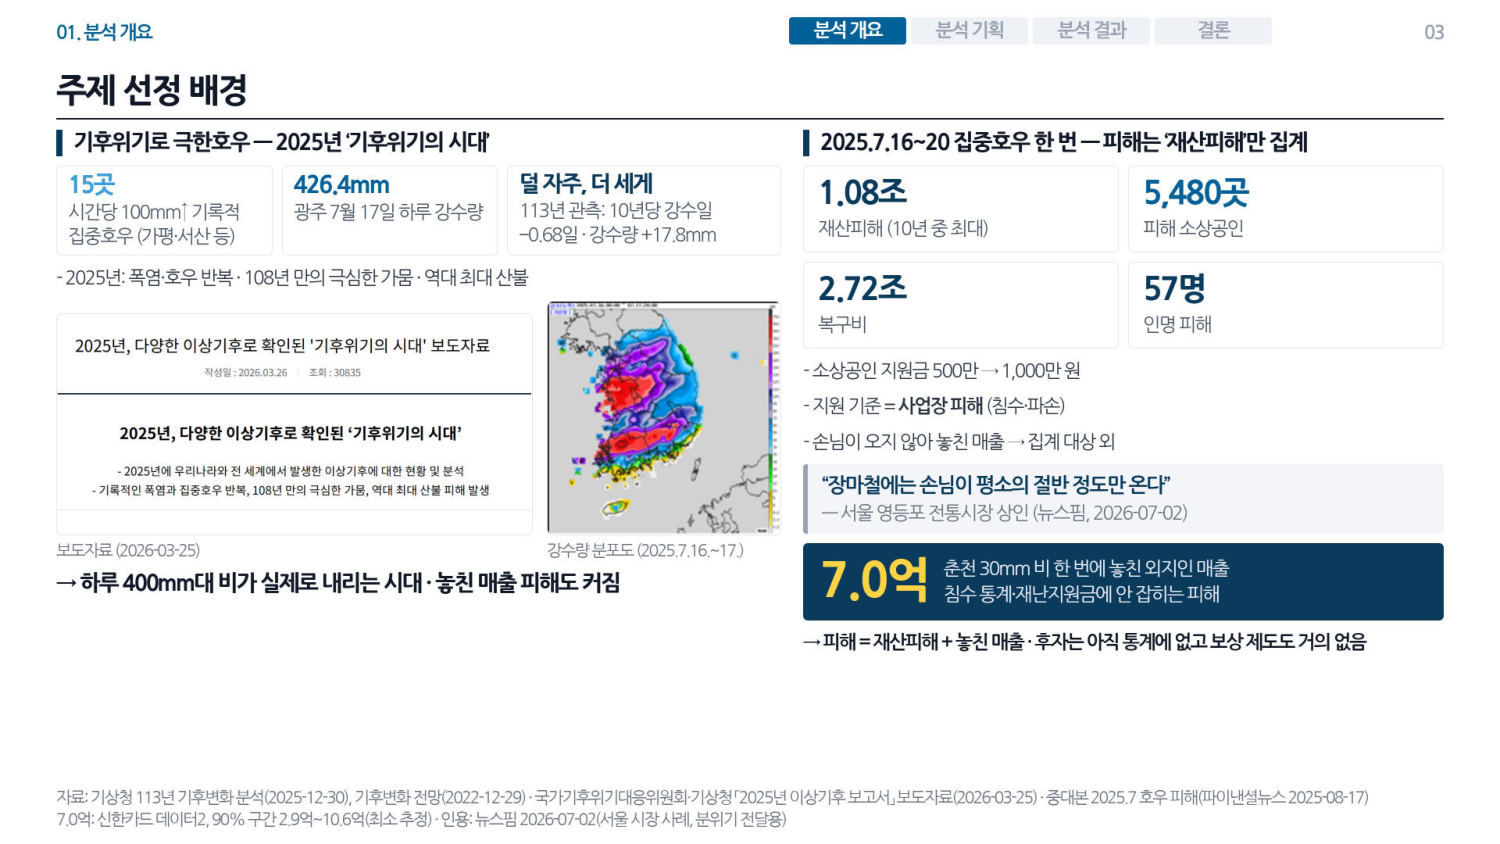 01. 분석 개요
분석 개요
분석 기획
분석 결과
결론
03
주제 선정 배경
기후위기로 극한호우 — 2025년 ‘기후위기의 시대’
15곳
시간당 100mm↑ 기록적
집중호우 (가평·서산 등)
426.4mm
광주 7월 17일 하루 강수량
덜 자주, 더 세게
113년 관측: 10년당 강수일
−0.68일 · 강수량 +17.8mm
- 2025년: 폭염·호우 반복 · 108년 만의 극심한 가뭄 · 역대 최대 산불
2025년, 다양한 이상기후로 확인된 '기후위기의 시대' 보도자료
작성일 : 2026.03.26 조회 : 30835
2025년, 다양한 이상기후로 확인된 ‘기후위기의 시대’
- 2025년에 우리나라와 전 세계에서 발생한 이상기후에 대한 현황 및 분석
- 기록적인 폭염과 집중호우 반복, 108년 만의 극심한 가뭄, 역대 최대 산불 피해 발생
보도자료 (2026-03-25)
강수량 분포도 (2025.7.16.~17.)
→ 하루 400mm대 비가 실제로 내리는 시대 · 놓친 매출 피해도 커짐
2025.7.16~20 집중호우 한 번 — 피해는 ‘재산피해’만 집계
1.08조
재산피해 (10년 중 최대)
5,480곳
피해 소상공인
2.72조
복구비
57명
인명 피해
- 소상공인 지원금 500만 → 1,000만 원
- 지원 기준 = 사업장 피해 (침수·파손)
- 손님이 오지 않아 놓친 매출 → 집계 대상 외
“장마철에는 손님이 평소의 절반 정도만 온다”
— 서울 영등포 전통시장 상인 (뉴스핌, 2026-07-02)
7.0억
춘천 30mm 비 한 번에 놓친 외지인 매출
침수 통계·재난지원금에 안 잡히는 피해
→ 피해 = 재산피해 + 놓친 매출 · 후자는 아직 통계에 없고 보상 제도도 거의 없음
자료: 기상청 113년 기후변화 분석(2025-12-30), 기후변화 전망(2022-12-29) · 국가기후위기대응위원회·기상청 「2025년 이상기후 보고서」 보도자료(2026-03-25) · 중대본 2025.7 호우 피해(파이낸셜뉴스 2025-08-17)
7.0억: 신한카드 데이터2, 90% 구간 2.9억~10.6억(최소 추정) · 인용: 뉴스핌 2026-07-02(서울 시장 사례, 분위기 전달용)